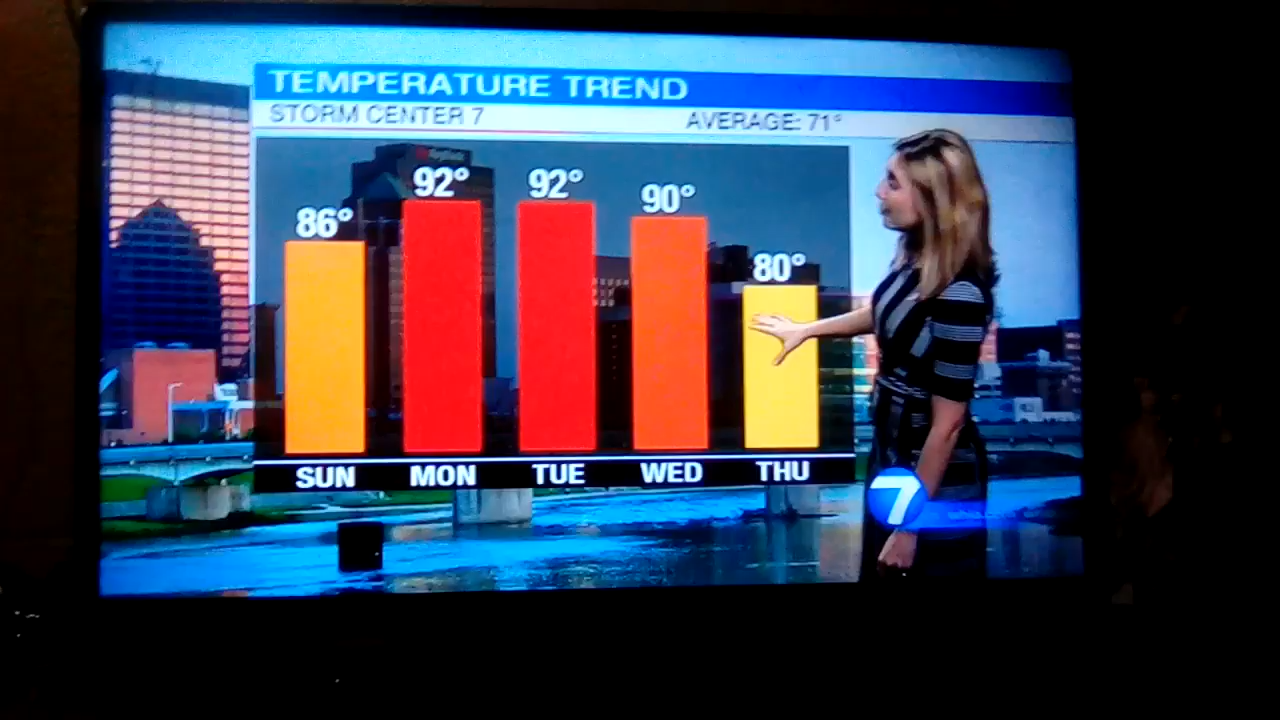 TEMPERATURE TREND
STORM CENTER 7 AVERAGE: 71°
86° 92° 92° 90° 80°
SUN MON TUE WED THU
7